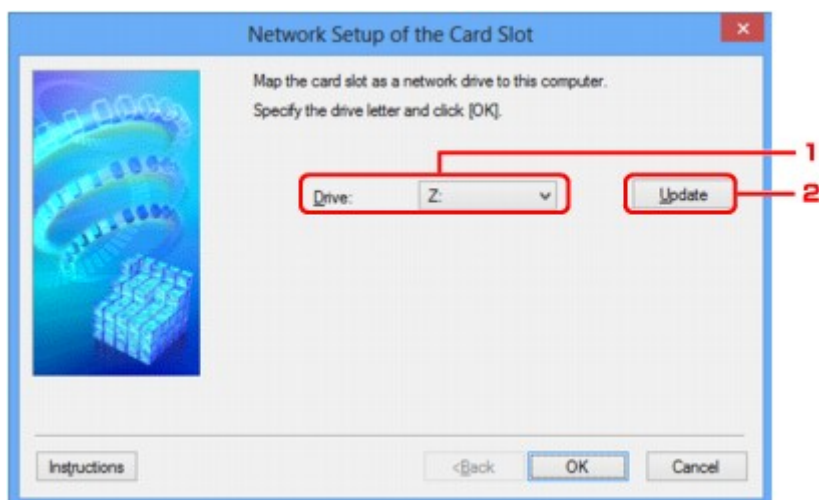 Network Setup of the Card Slot
Map the card slot as a network drive to this computer.
Specify the drive letter and click [OK].
1
Drive: Z: Update 2
Instructions <Back OK Cancel